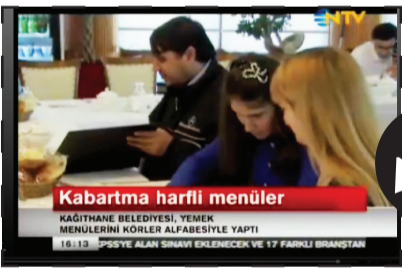 NTV
Kabartma harfli menüler
KAĞITHANE BELEDİYESİ, YEMEK
MENÜLERİNİ KÖRLER ALFABESİYLE YAPTI
16:13 KPSS'YE ALAN SINAVI EKLENECEK VE 17 FARKLI BRANŞTAN